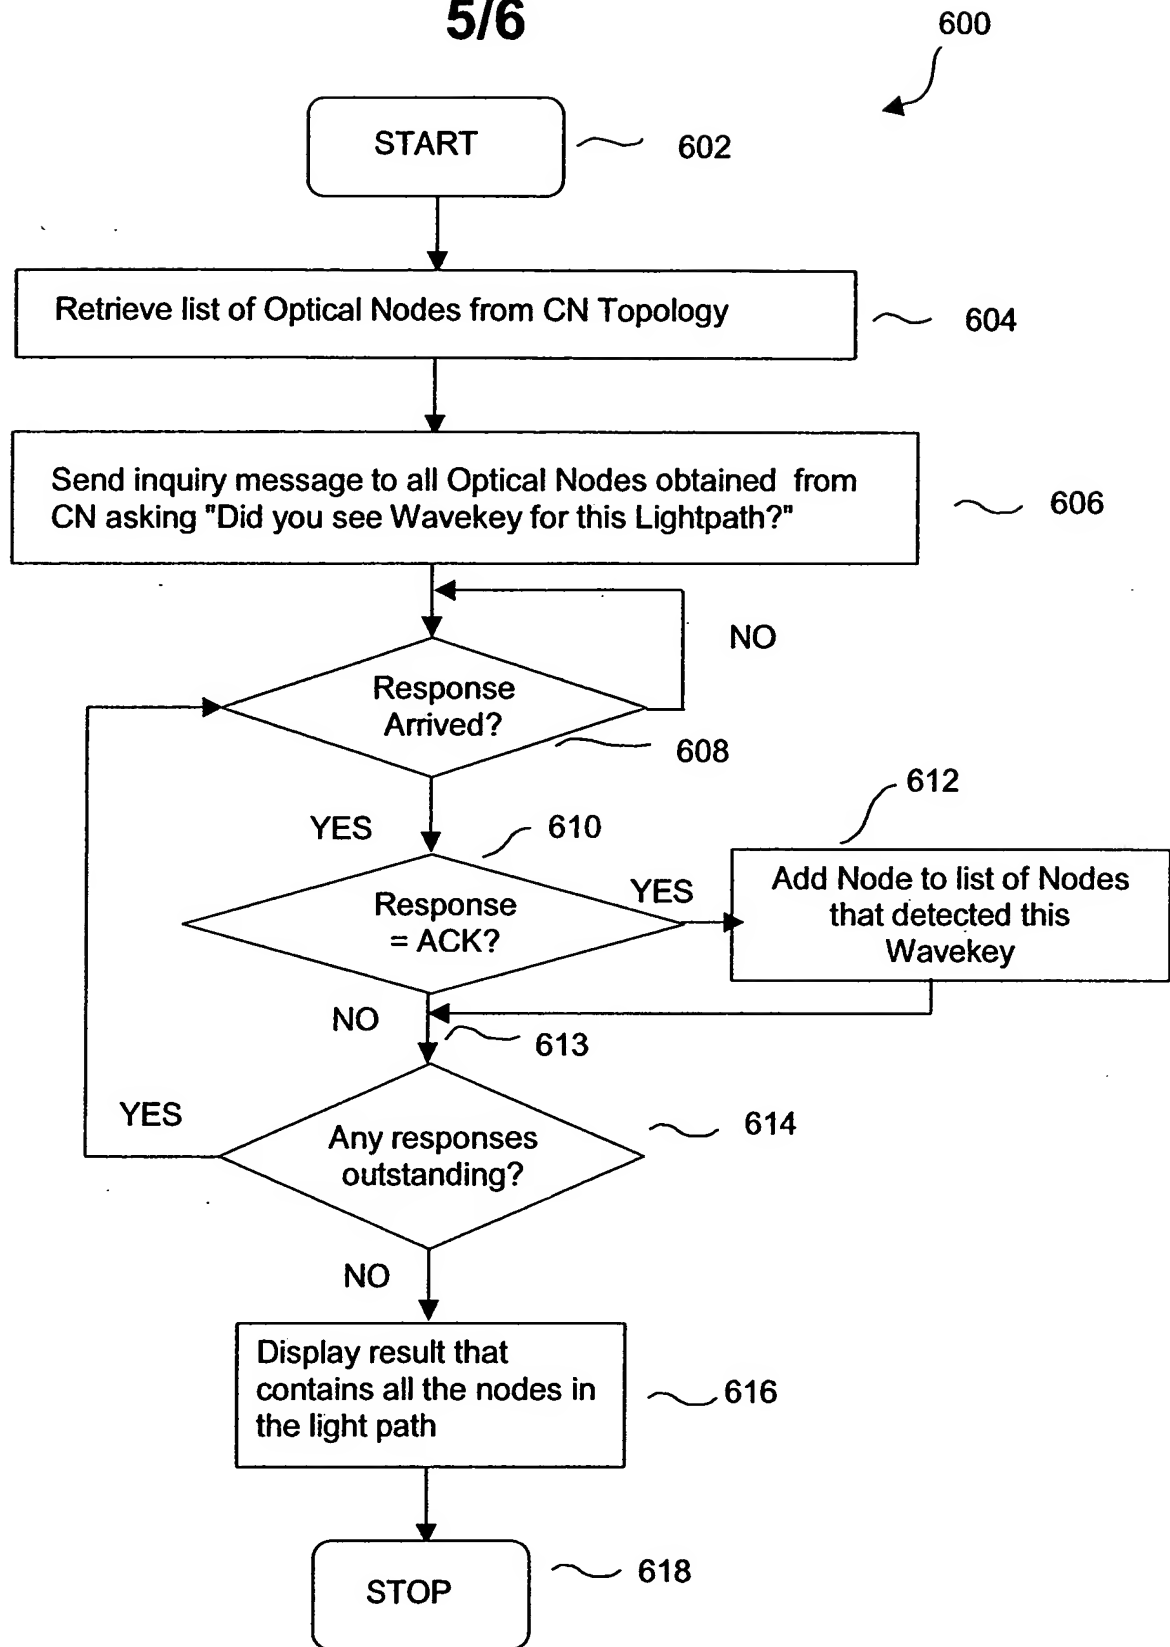 5/6
600
START
602
Retrieve list of Optical Nodes from CN Topology
604
Send inquiry message to all Optical Nodes obtained from
CN asking "Did you see Wavekey for this Lightpath?"
606
NO
Response
Arrived?
608
612
YES
610
Response
= ACK?
YES
Add Node to list of Nodes
that detected this
Wavekey
NO
613
YES
Any responses
outstanding?
614
NO
Display result that
contains all the nodes in
the light path
616
STOP
618